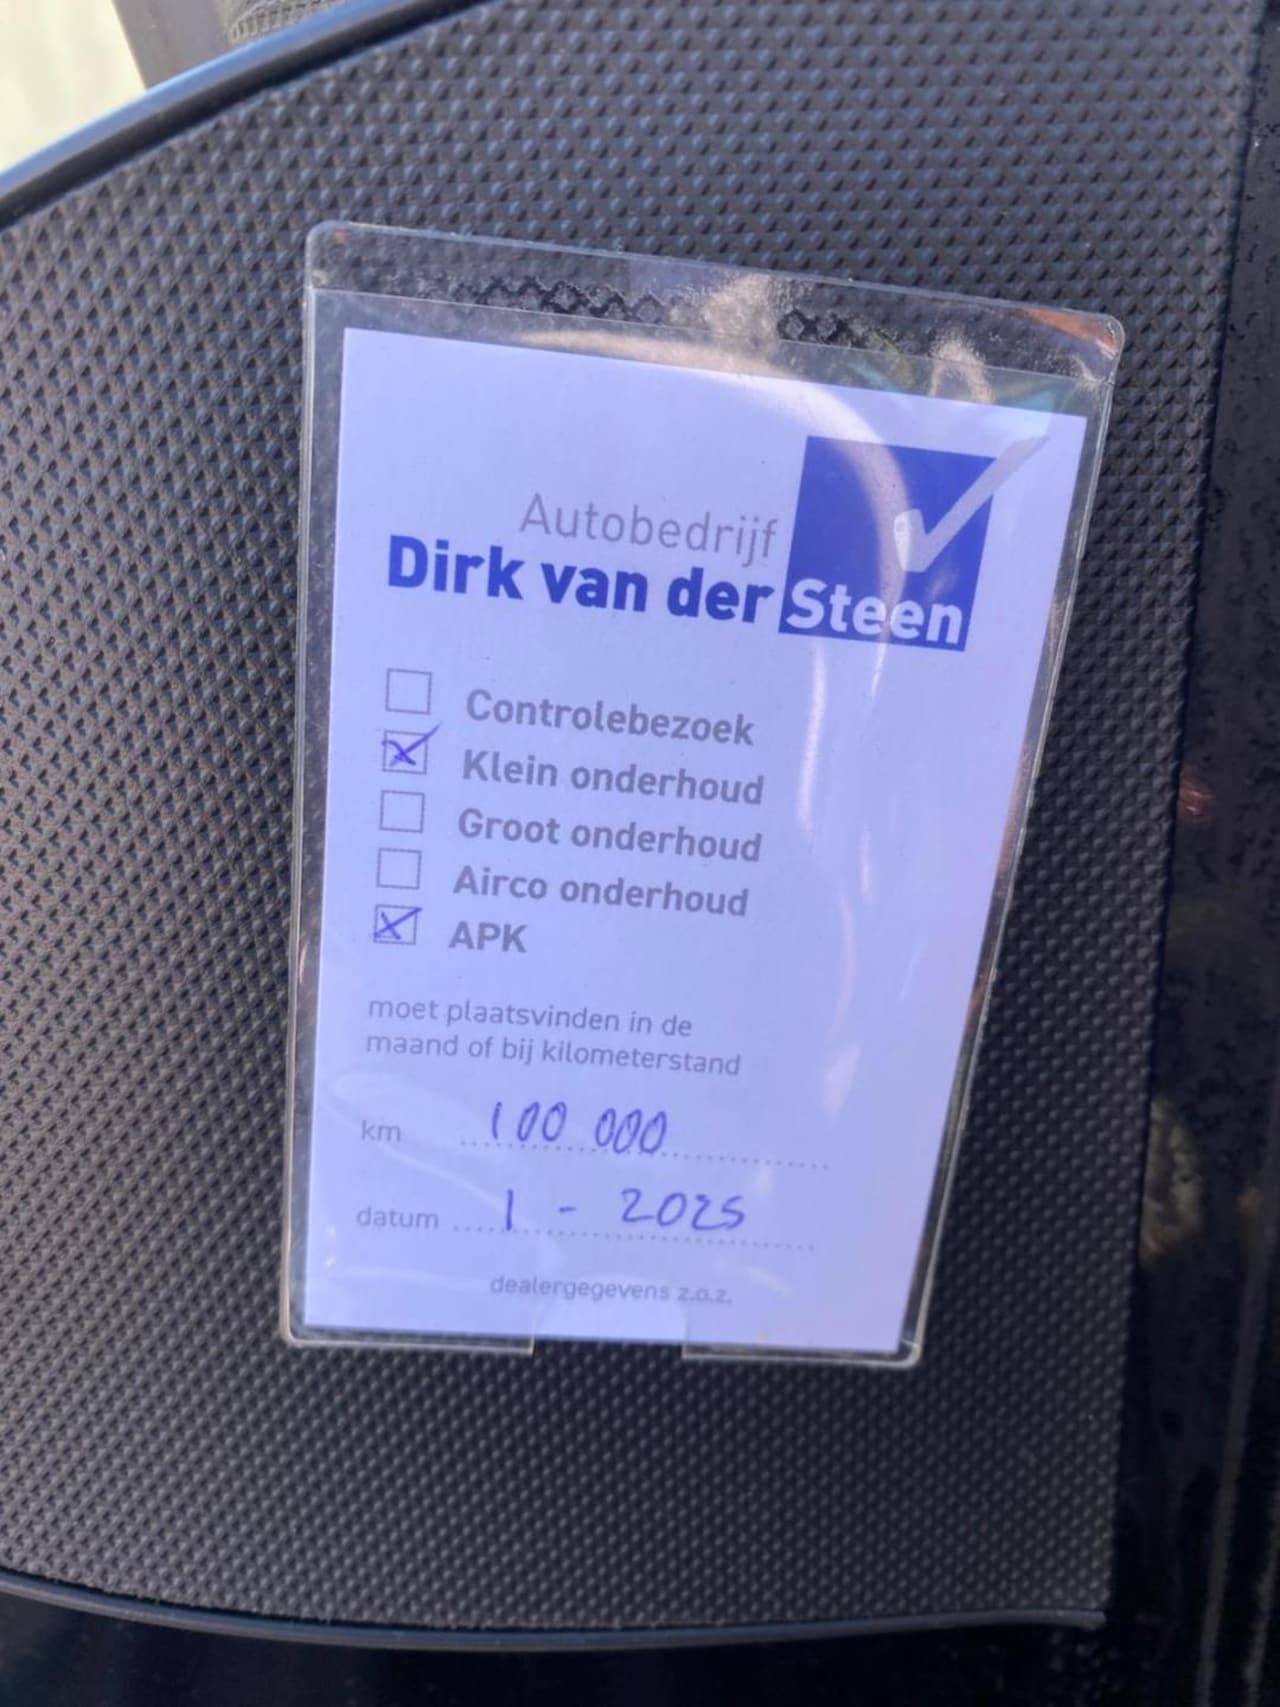 Autobedrijf
Dirk van der Steen
Controlebezoek
Klein onderhoud
Groot onderhoud
Airco onderhoud
APK
moet plaatsvinden in de
maand of bij kilometerstand
km 100 000
datum 1 - 2025
dealergegevens z.o.z.